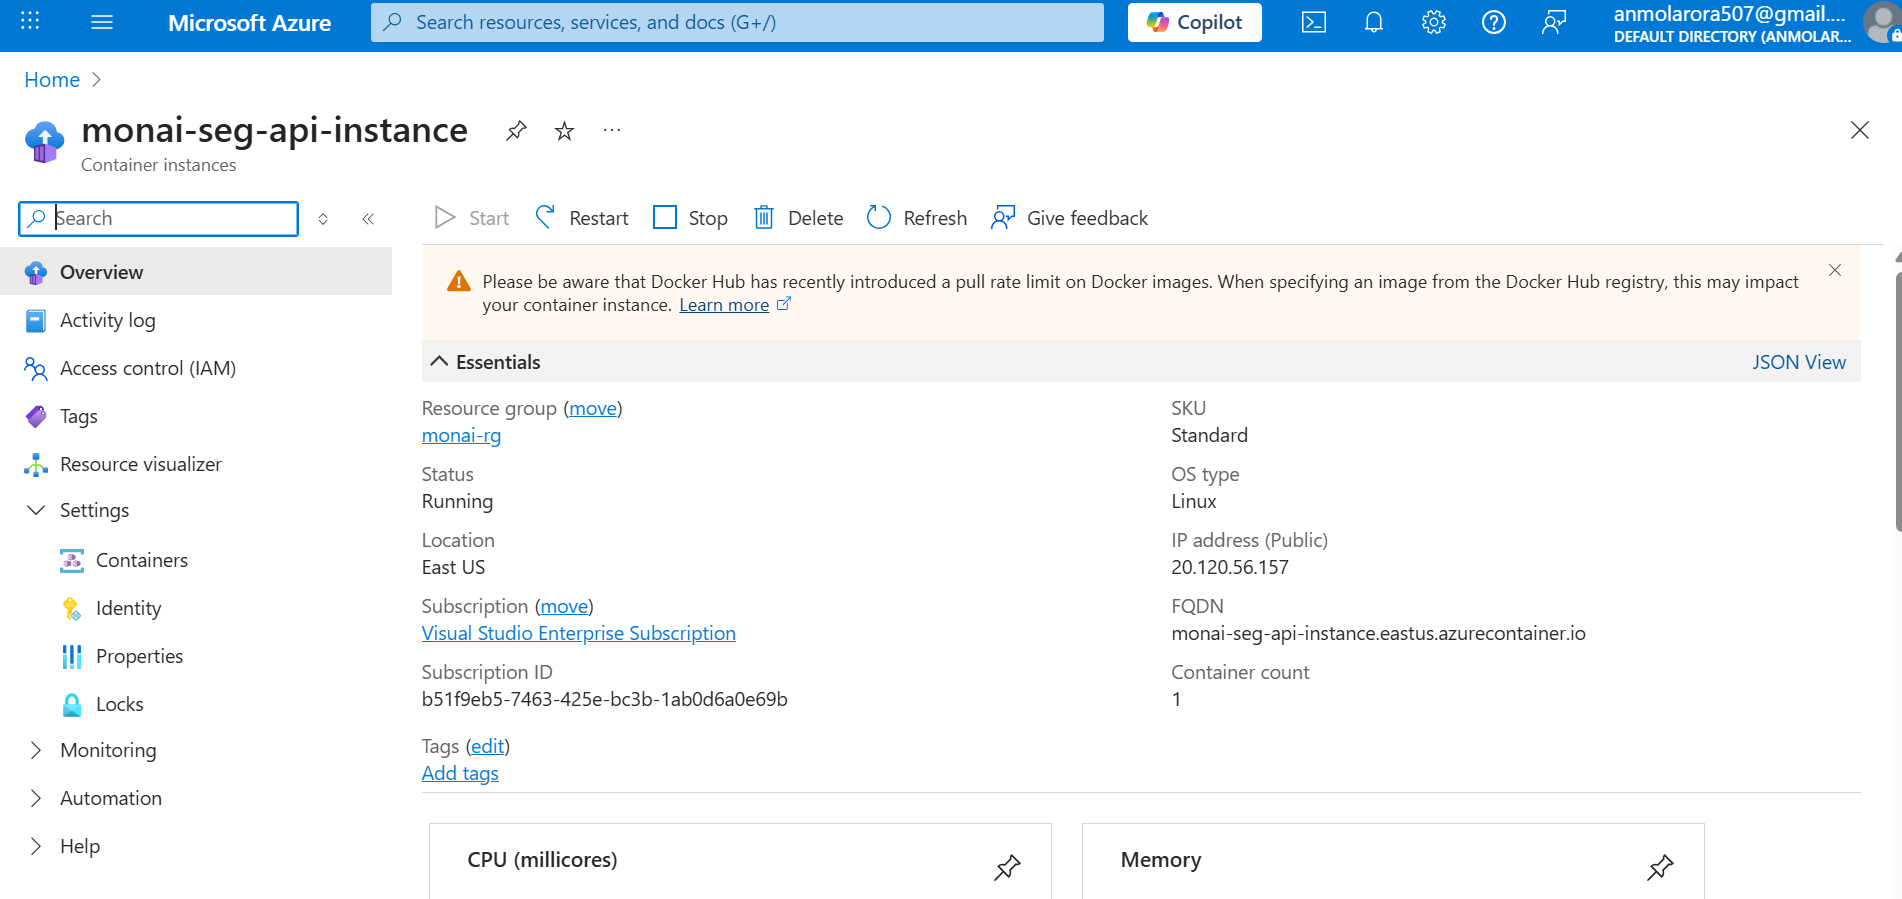 Microsoft Azure
Search resources, services, and docs (G+/)
Copilot
anmolarora507@gmail....
DEFAULT DIRECTORY (ANMOLAR...
Home
monai-seg-api-instance
Container instances
Search
Start
Restart
Stop
Delete
Refresh
Give feedback
Overview
Activity log
Access control (IAM)
Tags
Resource visualizer
Settings
Containers
Identity
Properties
Locks
Monitoring
Automation
Help
Please be aware that Docker Hub has recently introduced a pull rate limit on Docker images. When specifying an image from the Docker Hub registry, this may impact
your container instance. Learn more
Essentials
JSON View
Resource group (move)
monai-rg
Status
Running
Location
East US
Subscription (move)
Visual Studio Enterprise Subscription
Subscription ID
b51f9eb5-7463-425e-bc3b-1ab0d6a0e69b
SKU
Standard
OS type
Linux
IP address (Public)
20.120.56.157
FQDN
monai-seg-api-instance.eastus.azurecontainer.io
Container count
1
Tags (edit)
Add tags
CPU (millicores)
Memory